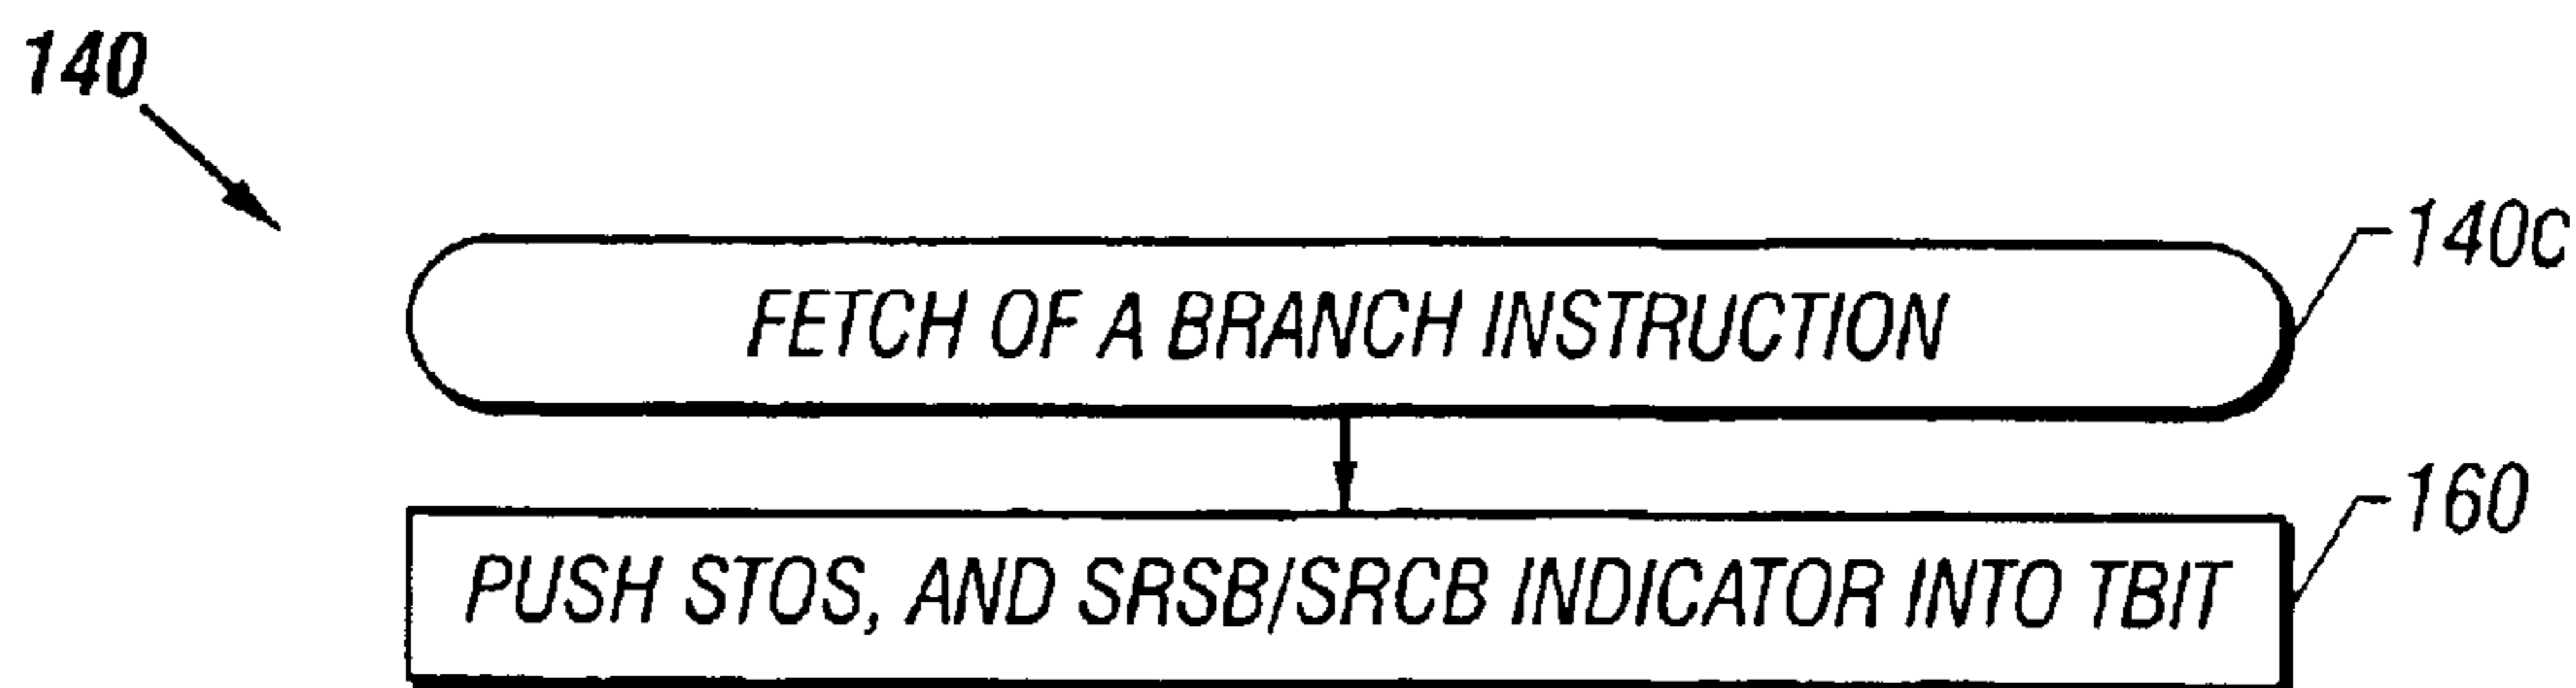 140
FETCH OF A BRANCH INSTRUCTION
140c
PUSH STOS, AND SRSB/SRCB INDICATOR INTO TBIT
160